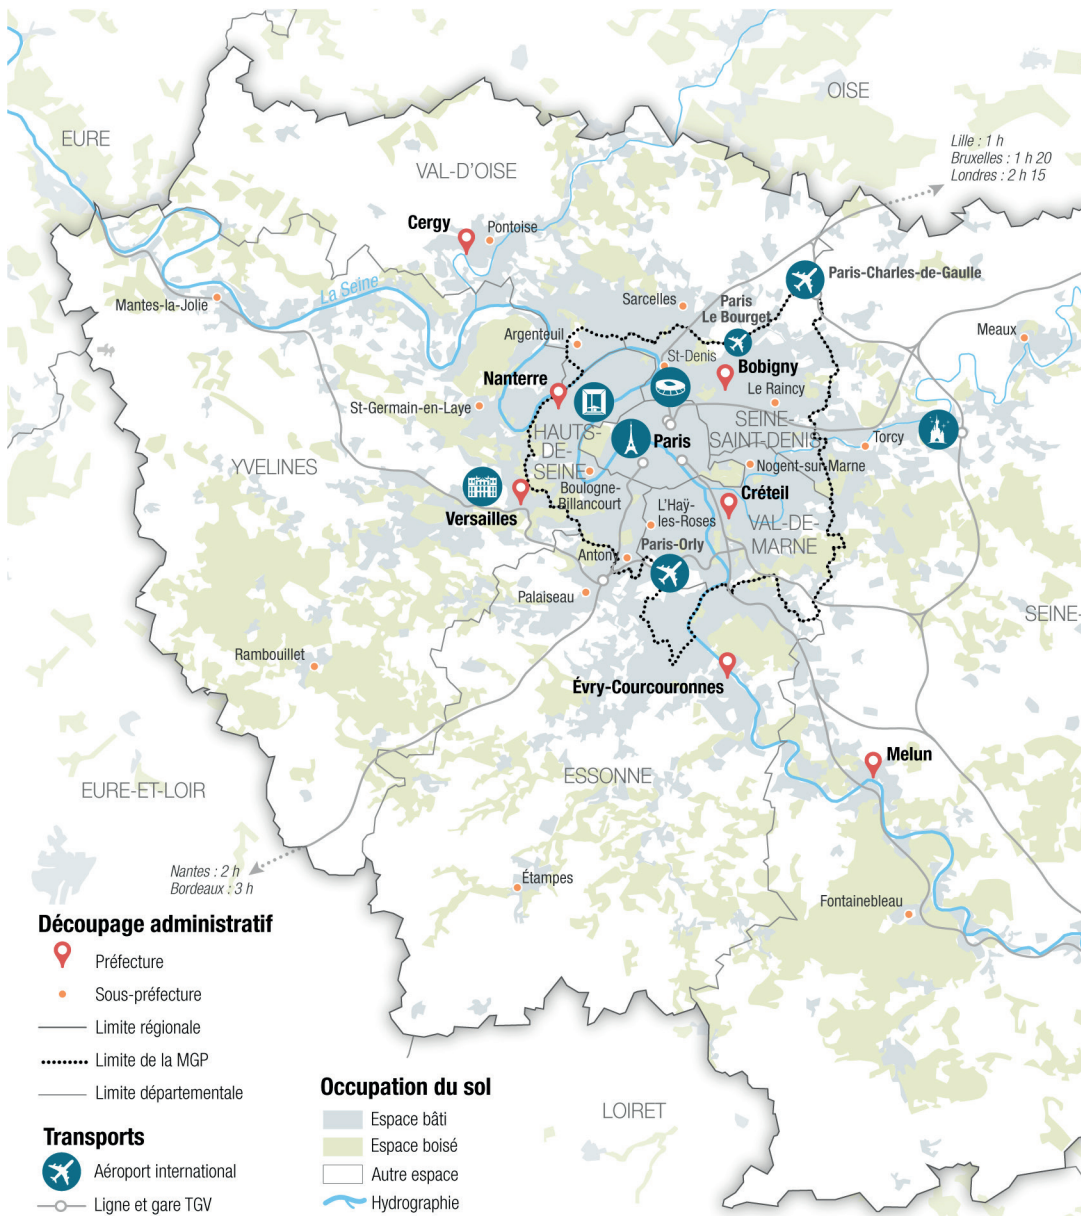 OISE
EURE
Lille : 1 h
Bruxelles : 1 h 20
Londres : 2 h 15
VAL-D'OISE
Cergy
Pontoise
Paris-Charles-de-Gaulle
La Seine
Mantes-la-Jolie
Sarcelles
Paris
Le Bourget
Argenteuil
Meaux
St-Denis
Bobigny
Nanterre
Le Raincy
St-Germain-en-Laye
HAUTS-
DE-
SEINE
Paris
SEINE-
SAINT-DENIS
Torcy
YVELINES
Nogent-sur-Marne
Boulogne-
Billancourt
Versailles
Créteil
L'Haÿ-
les-Roses
VAL-DE-
MARNE
Paris-Orly
Antony
Palaiseau
SEINE-
Rambouillet
Évry-Courcouronnes
Melun
ESSONNE
EURE-ET-LOIR
Nantes : 2 h
Bordeaux : 3 h
Étampes
Fontainebleau
LOIRET
Découpage administratif
Préfecture
Sous-préfecture
Limite régionale
Limite de la MGP
Limite départementale
Transports
Aéroport international
Ligne et gare TGV
Occupation du sol
Espace bâti
Espace boisé
Autre espace
Hydrographie